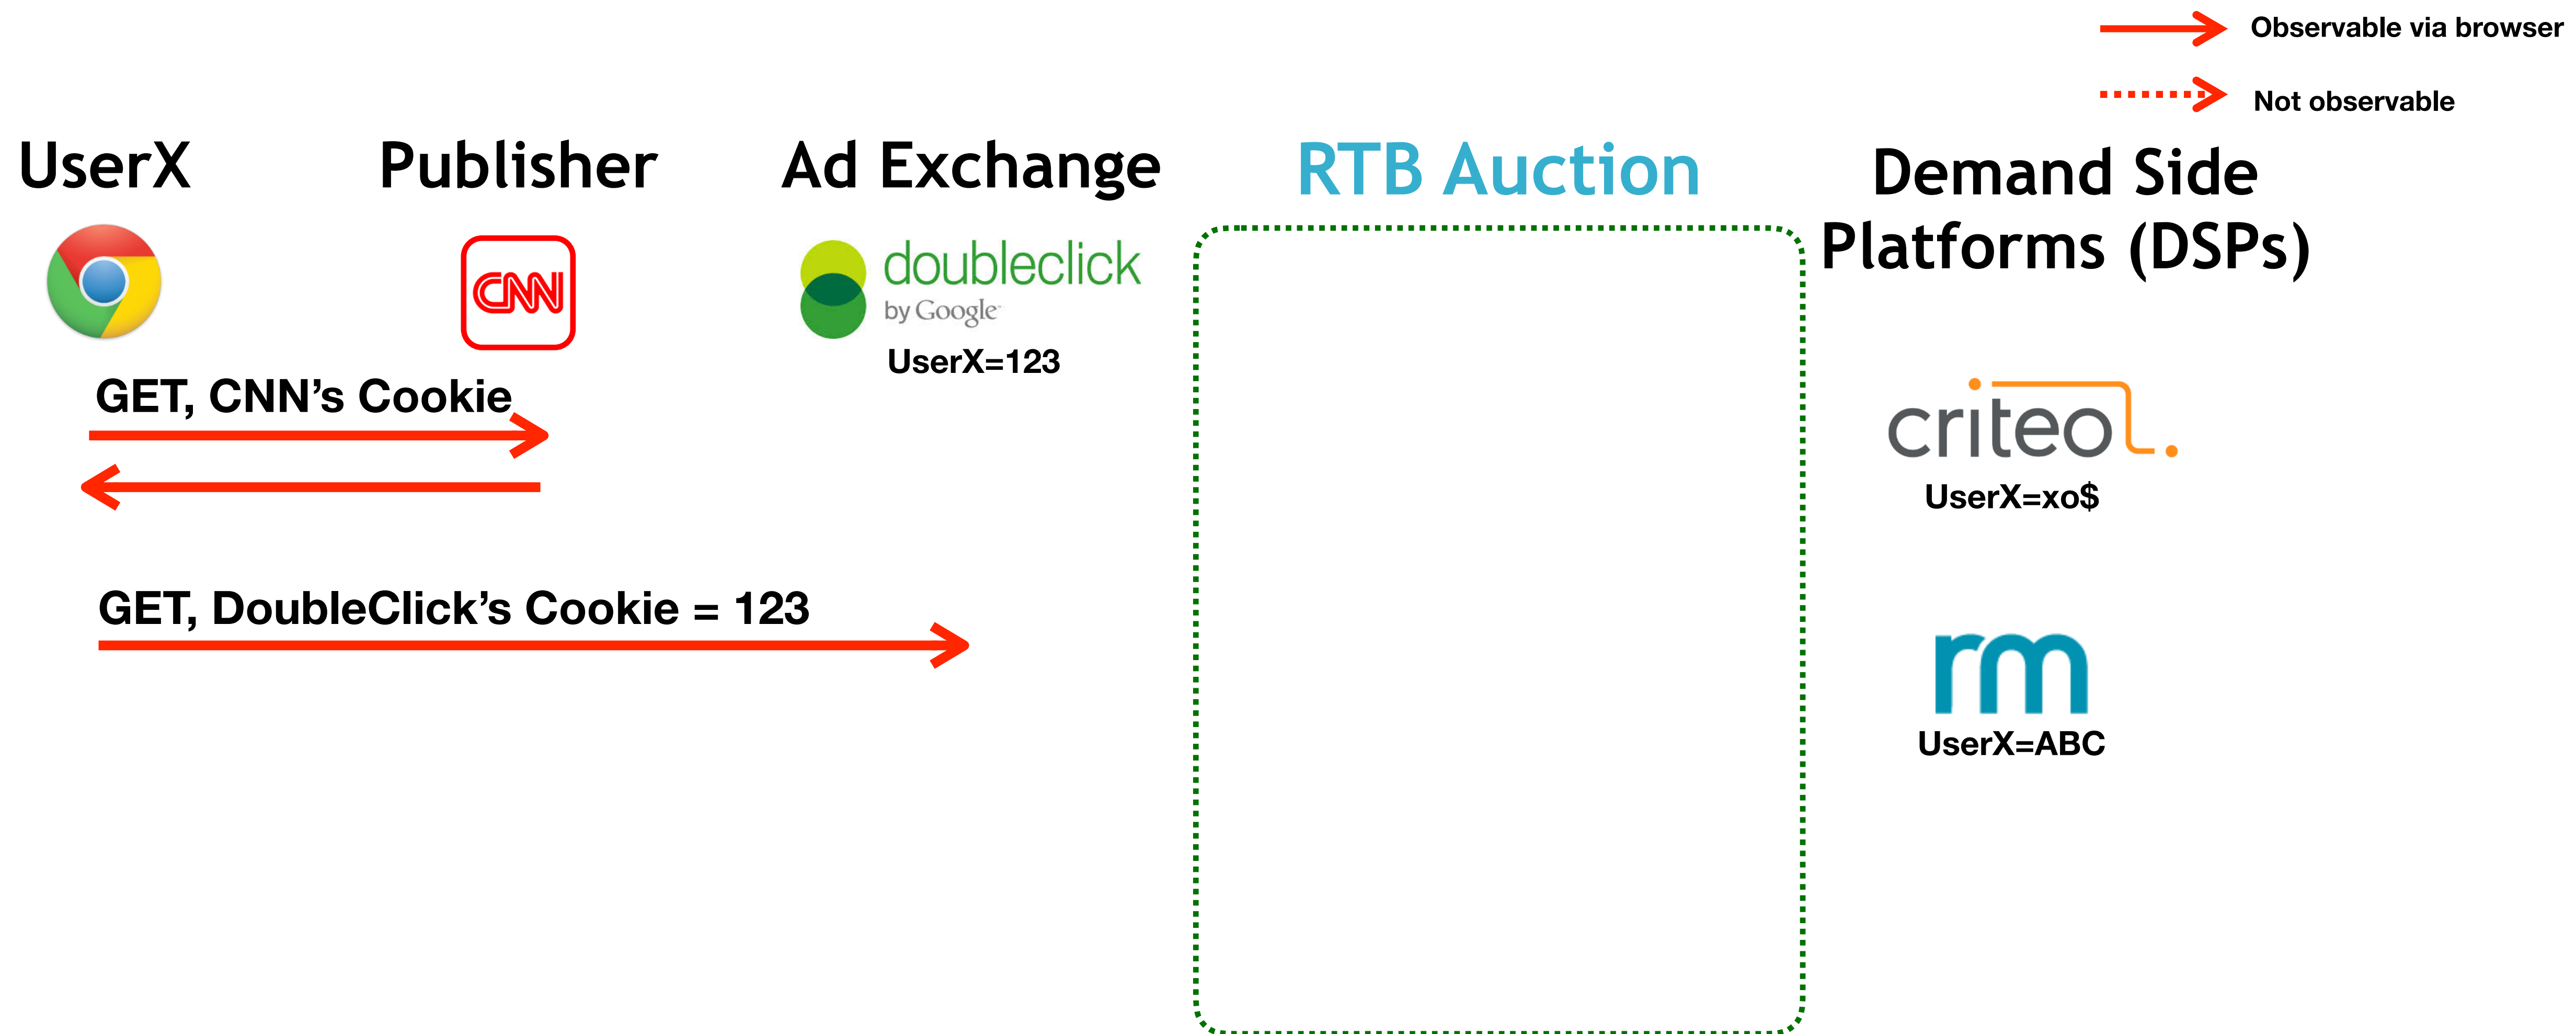 Observable via browser
Not observable
UserX
Publisher
Ad Exchange
RTB Auction
Demand Side
Platforms (DSPs)
CNN
doubleclick
by Google
UserX=123
GET, CNN’s Cookie
criteo
UserX=xo$
GET, DoubleClick’s Cookie = 123
rm
UserX=ABC